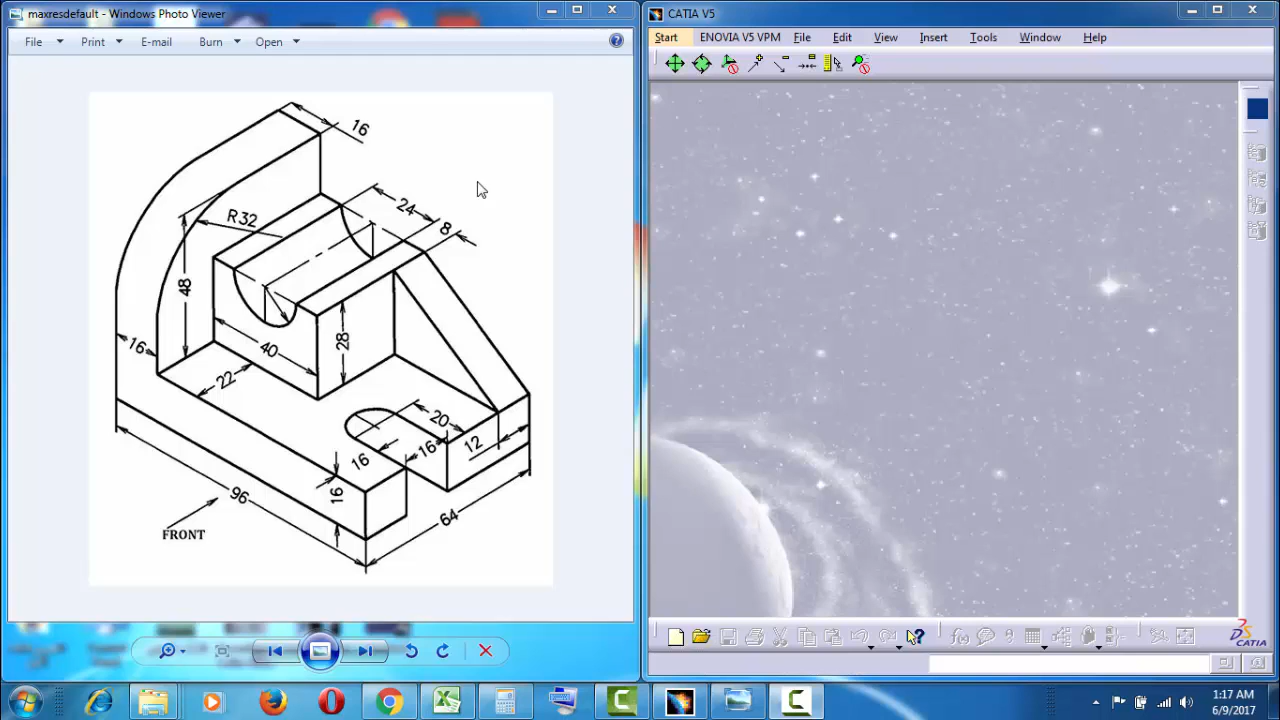 maxresdefault - Windows Photo Viewer
File Print E-mail Burn Open
16
24
8
R32
48
16
40
28
22
20
16
12
16
16
96
64
FRONT
CATIA V5
Start ENOVIA V5 VPM File Edit View Insert Tools Window Help
CATIA
1:17 AM
6/9/2017